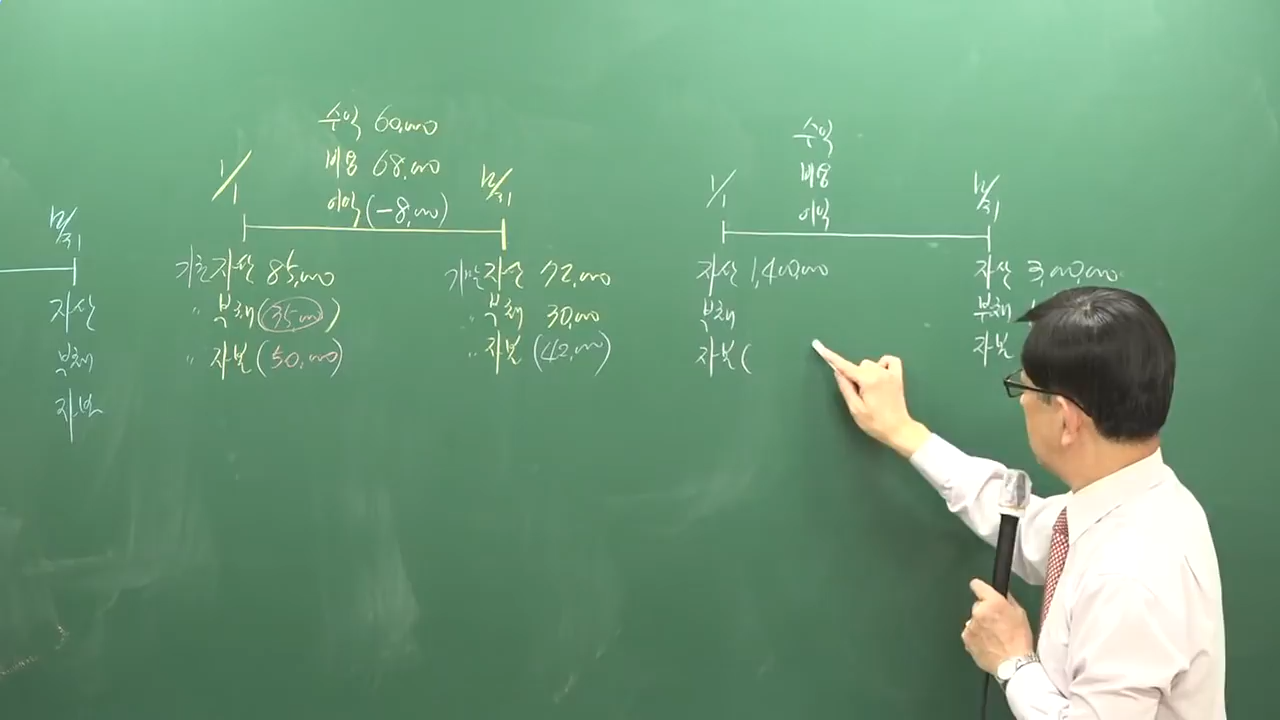 12/31
자산
부채
자본
수익 60,000
비용 68,000
이익(-8,000)
1/1
12/31
기초자산 85,000
〃 부채(35,000)
〃 자본(50,000)
기말자산 72,000
〃 부채 30,000
〃 자본(42,000)
수익
비용
이익
1/1
12/31
자산 1,400,000
부채
자본(
자산 3,000,000
부채
자본